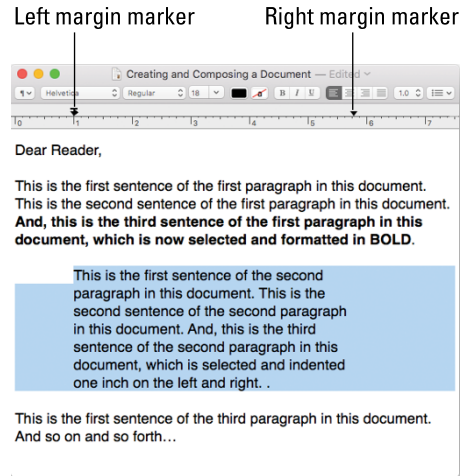 Left margin marker Right margin marker
Creating and Composing a Document — Edited
¶ Helvetica Regular 18 a B I U 1.0
0 1 2 3 4 5 6 7
Dear Reader,
This is the first sentence of the first paragraph in this document.
This is the second sentence of the first paragraph in this document.
And, this is the third sentence of the first paragraph in this
document, which is now selected and formatted in BOLD.
This is the first sentence of the second
paragraph in this document. This is the
second sentence of the second paragraph
in this document. And, this is the third
sentence of the second paragraph in this
document, which is selected and indented
one inch on the left and right. .
This is the first sentence of the third paragraph in this document.
And so on and so forth…